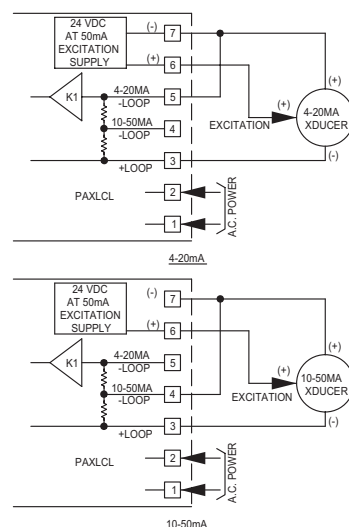 24 VDC
AT 50mA
EXCITATION
SUPPLY
(-)
7
(+)
6
K1
4-20MA
-LOOP
5
10-50MA
-LOOP
4
+LOOP
3
PAXLCL
2
1
A.C. POWER
EXCITATION
(+)
(+)
4-20MA
XDUCER
(-)
4-20mA
24 VDC
AT 50mA
EXCITATION
SUPPLY
(-)
7
(+)
6
K1
4-20MA
-LOOP
5
10-50MA
-LOOP
4
+LOOP
3
PAXLCL
2
1
A.C. POWER
EXCITATION
(+)
(+)
10-50MA
XDUCER
(-)
10-50mA